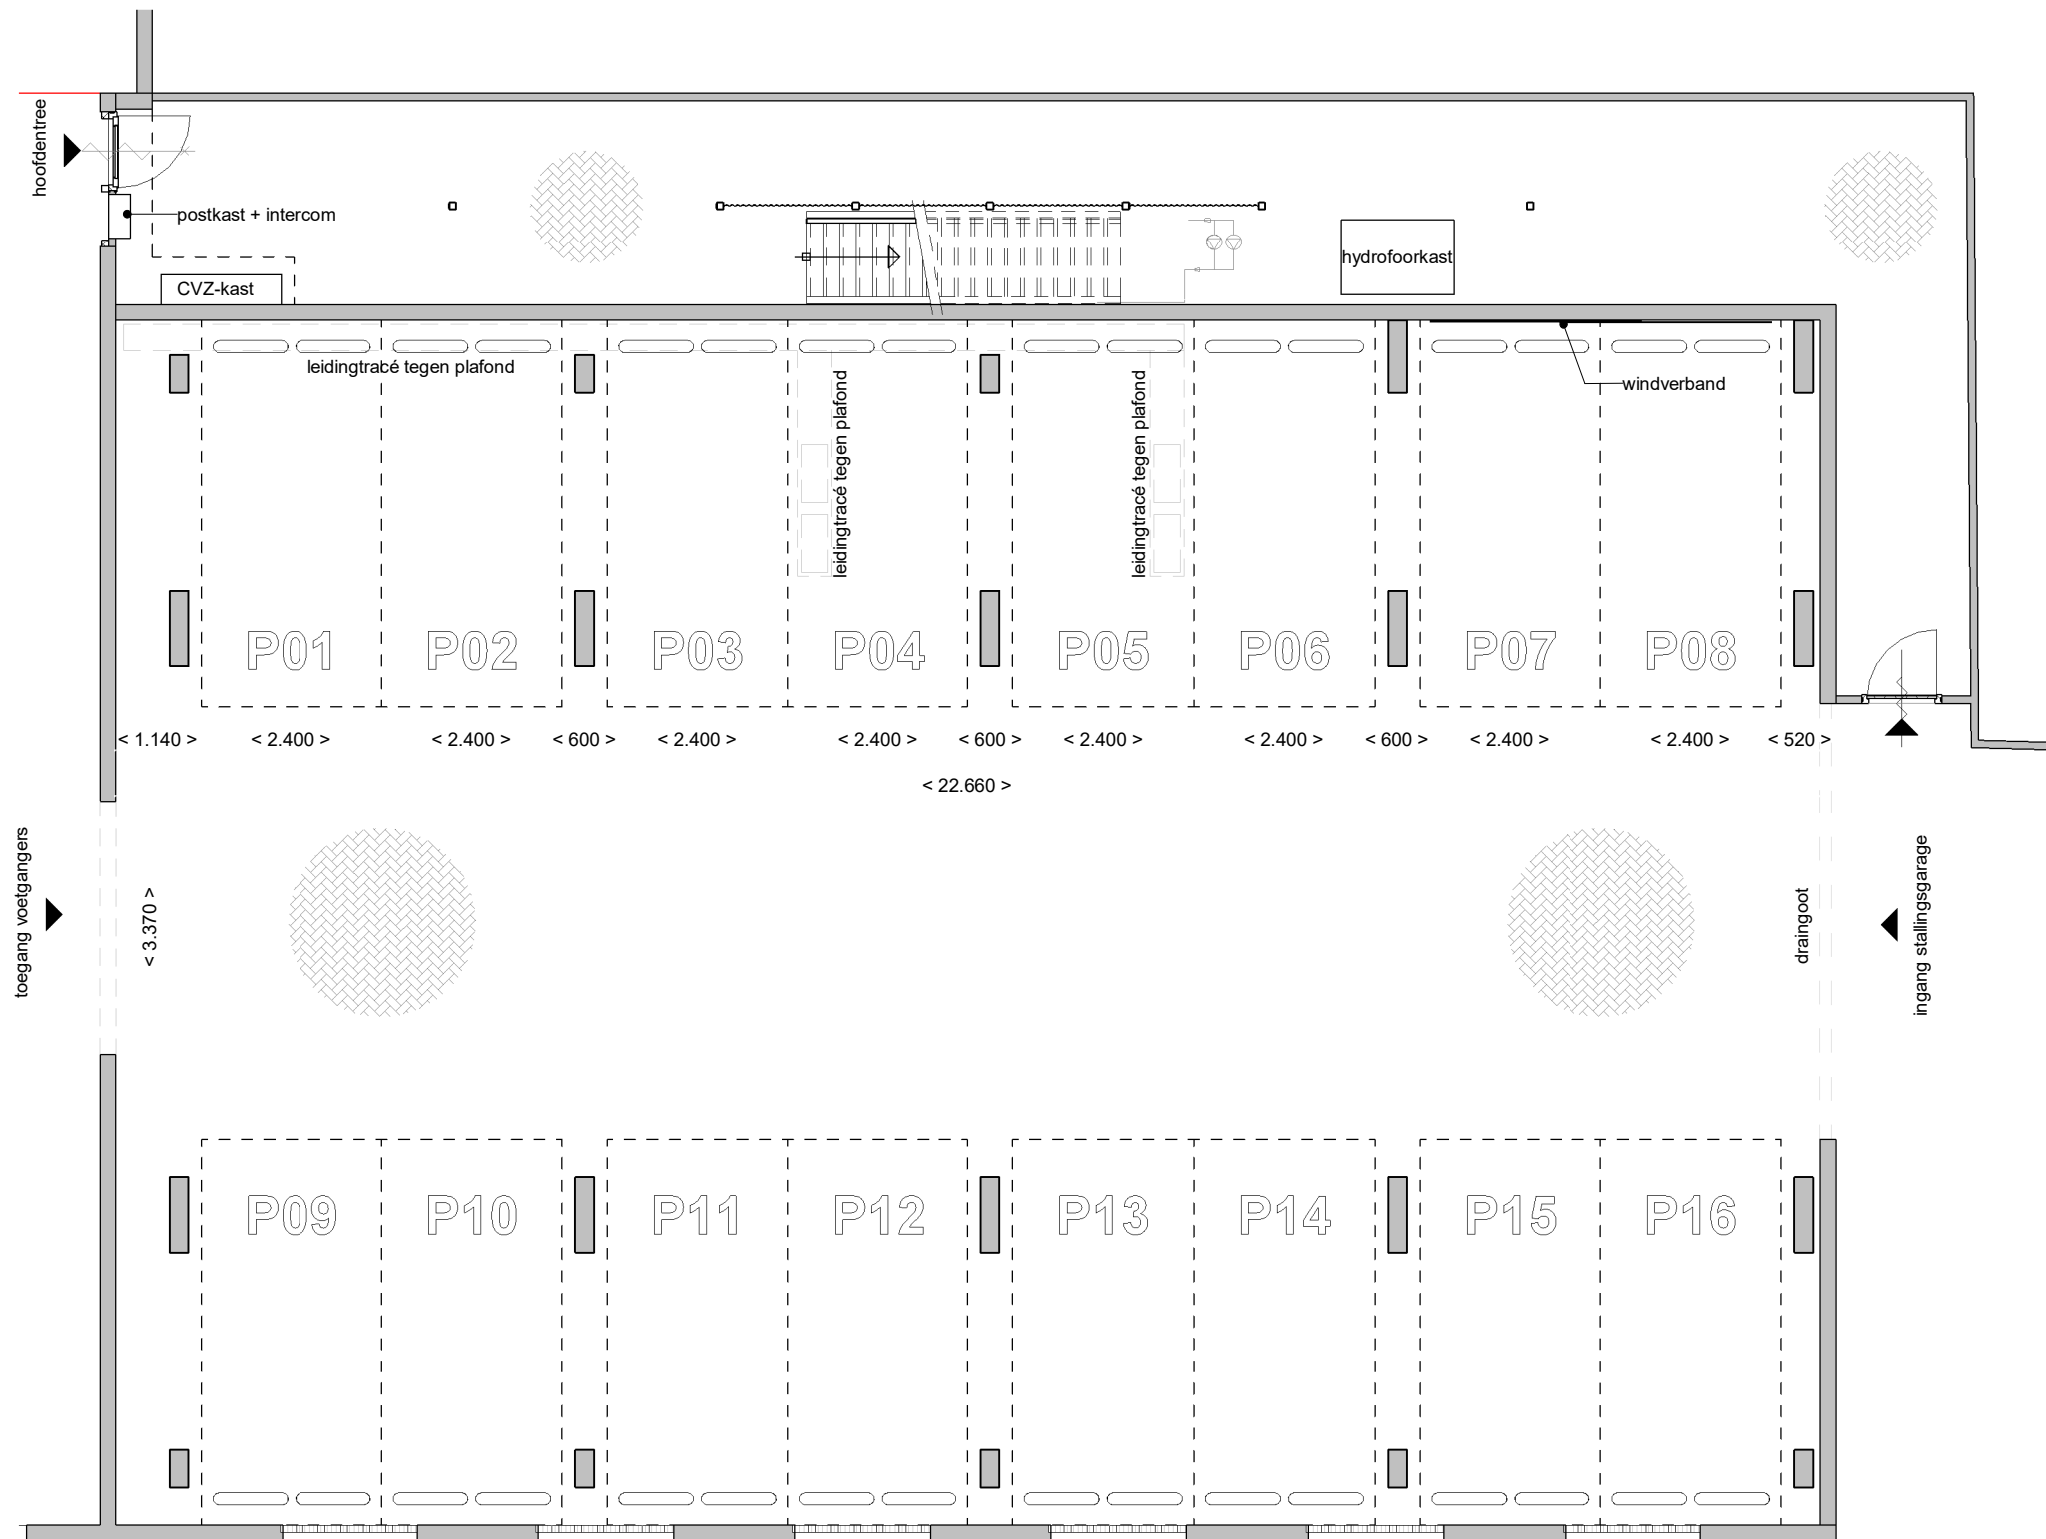 hoofdentree
postkast + intercom
CVZ-kast
hydrofoorkast
leidingtracé tegen plafond
leidingtracé tegen plafond
leidingtracé tegen plafond
windverband
P01 P02 P03 P04 P05 P06 P07 P08
< 1.140 > < 2.400 > < 2.400 > < 600 > < 2.400 > < 2.400 > < 600 > < 2.400 > < 2.400 > < 600 > < 2.400 > < 2.400 > < 520 >
< 22.660 >
toegang voetgangers
< 3.370 >
draingoot
ingang stallingsgarage
P09 P10 P11 P12 P13 P14 P15 P16